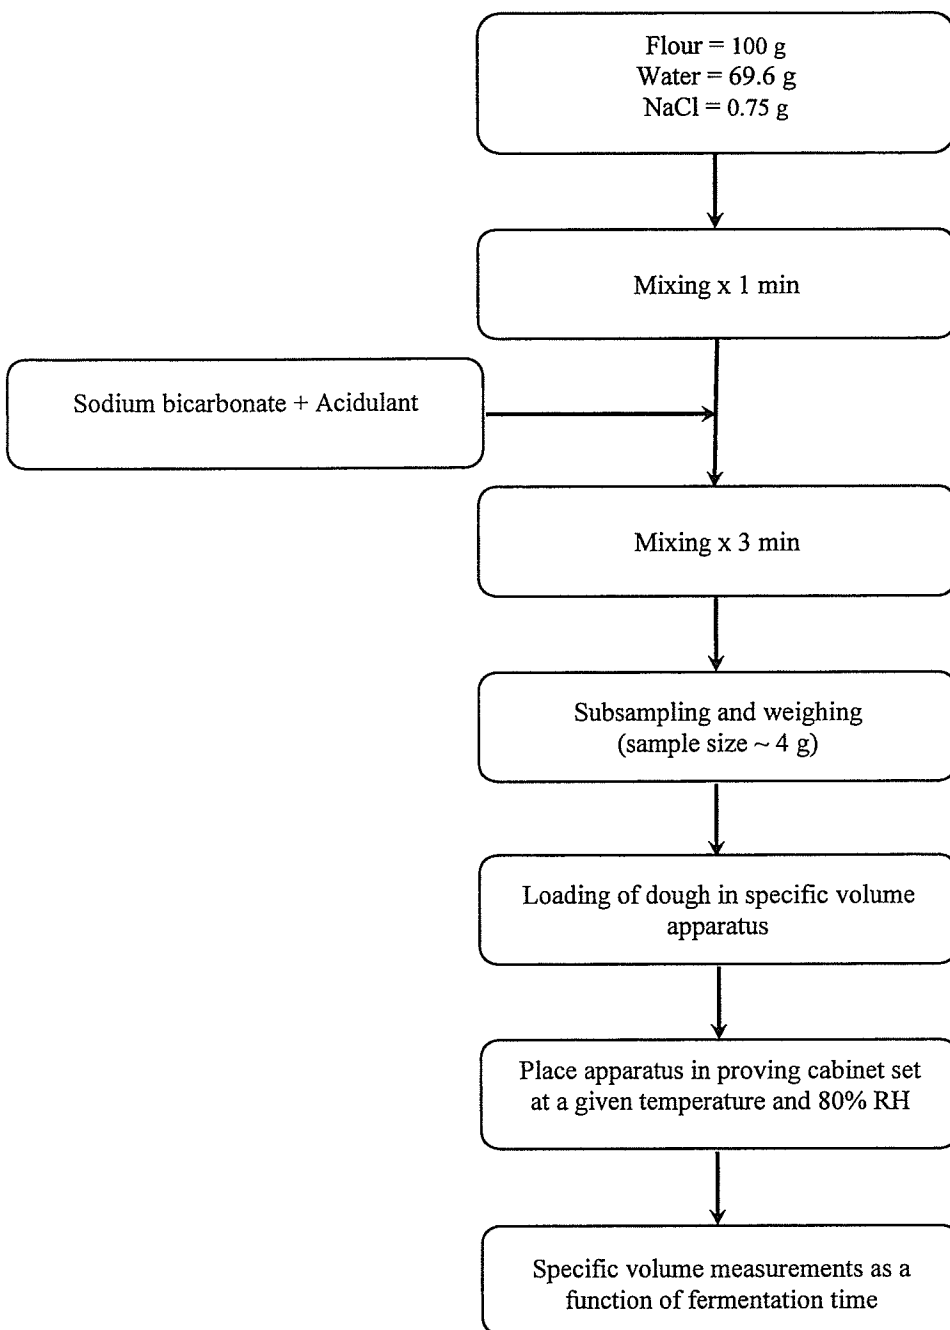 Flour = 100 g
Water = 69.6 g
NaCl = 0.75 g
Mixing x 1 min
Sodium bicarbonate + Acidulant
Mixing x 3 min
Subsampling and weighing
(sample size ~ 4 g)
Loading of dough in specific volume
apparatus
Place apparatus in proving cabinet set
at a given temperature and 80% RH
Specific volume measurements as a
function of fermentation time